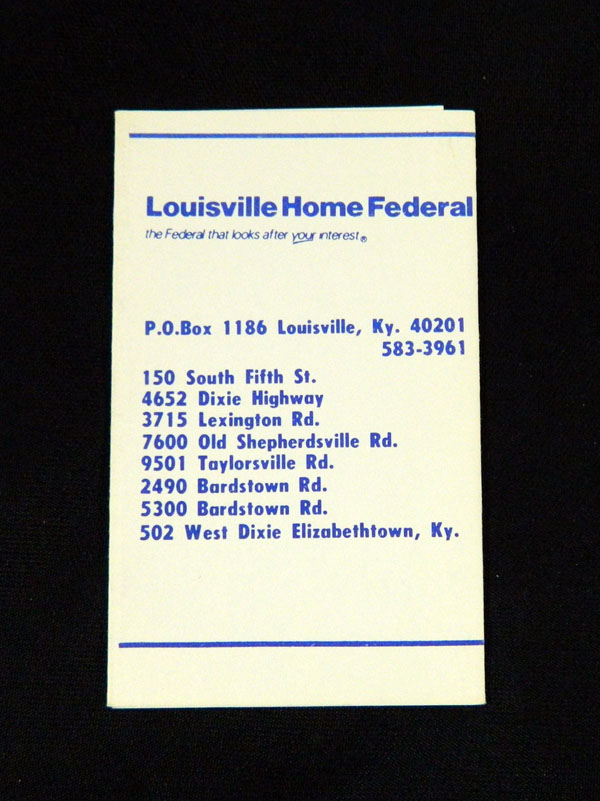 Louisville Home Federal
the Federal that looks after your interest®
P.O.Box 1186 Louisville, Ky. 40201
583-3961
150 South Fifth St.
4652 Dixie Highway
3715 Lexington Rd.
7600 Old Shepherdsville Rd.
9501 Taylorsville Rd.
2490 Bardstown Rd.
5300 Bardstown Rd.
502 West Dixie Elizabethtown, Ky.